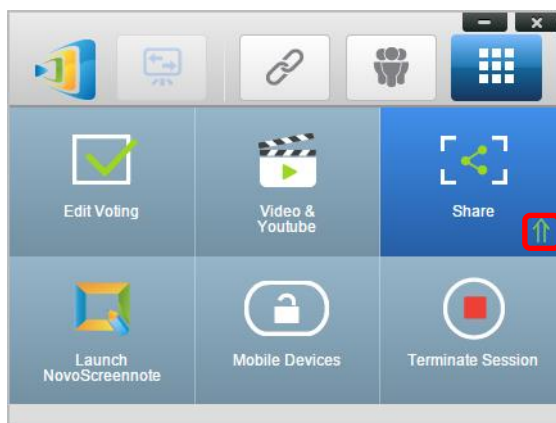 Edit Voting
Video &
Youtube
Share
Launch
NovoScreennote
Mobile Devices
Terminate Session